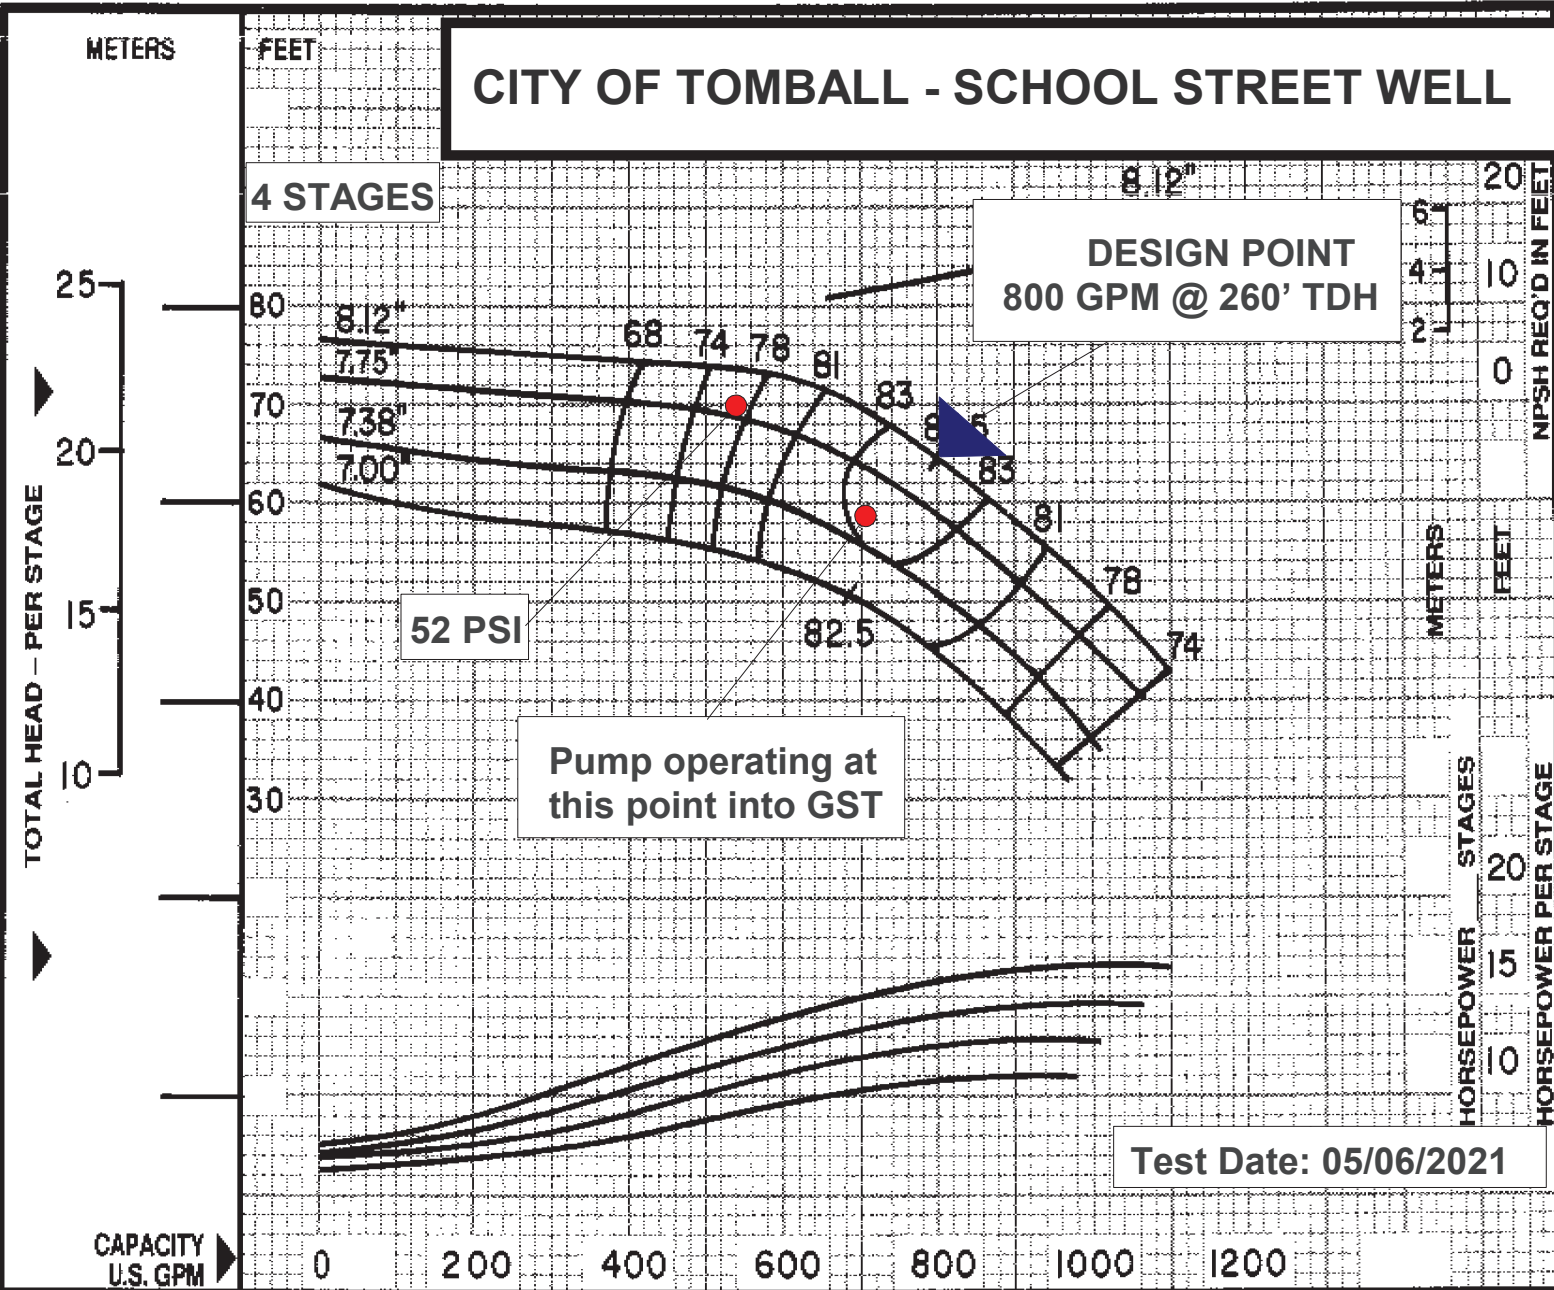 METERS
FEET
CITY OF TOMBALL - SCHOOL STREET WELL
4 STAGES
8.12"
20
6
DESIGN POINT
4
10
800 GPM @ 260' TDH
2
0
NPSH REQ'D IN FEET
25
20
15
10
TOTAL HEAD – PER STAGE
80
70
60
50
40
30
8.12"
7.75"
7.38"
7.00"
68
74
78
81
83
83
81
78
74
82.5
52 PSI
Pump operating at
this point into GST
METERS
FEET
HORSEPOWER STAGES
20
15
10
HORSEPOWER PER STAGE
Test Date: 05/06/2021
CAPACITY
U.S. GPM
0
200
400
600
800
1000
1200